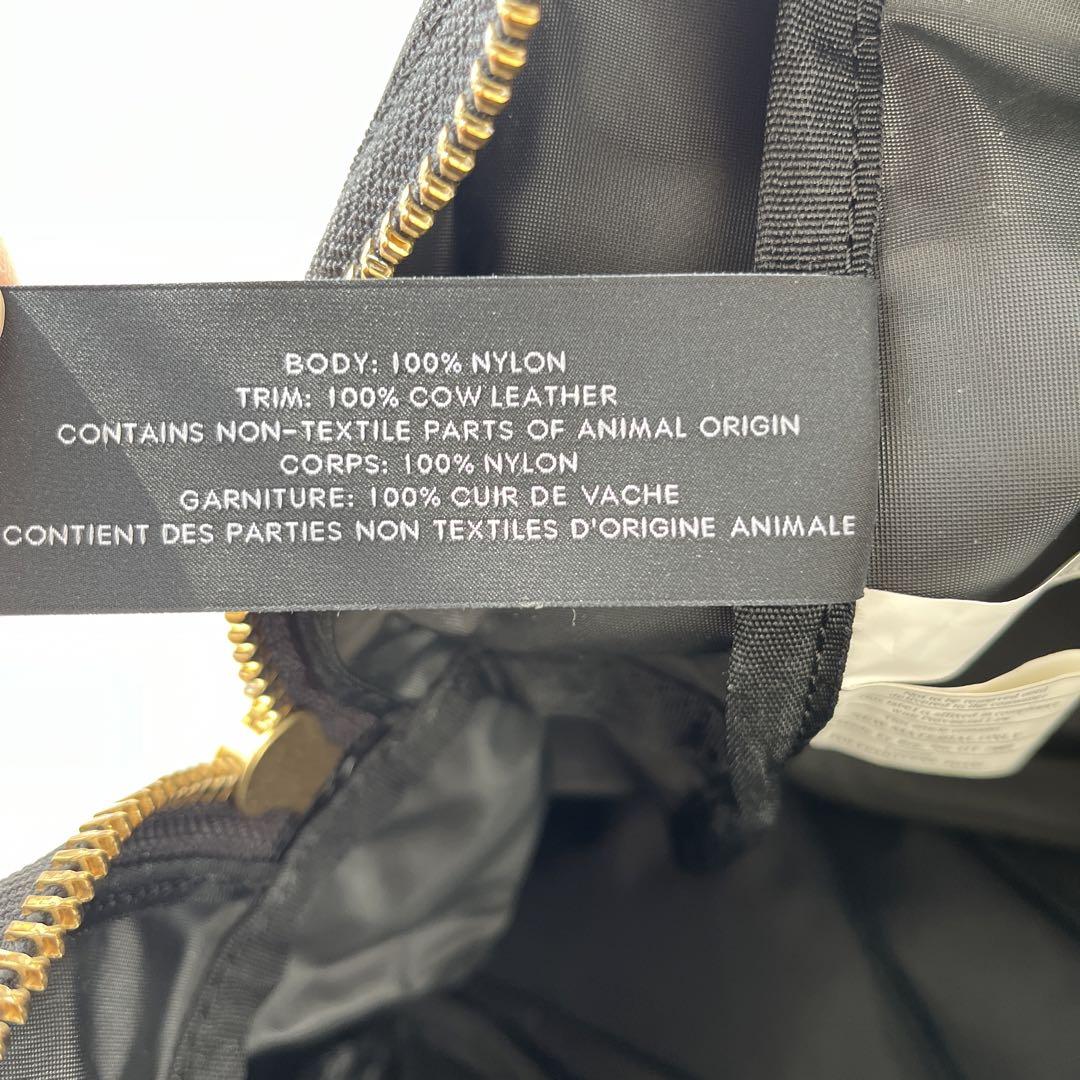 BODY: 100% NYLON
TRIM: 100% COW LEATHER
CONTAINS NON-TEXTILE PARTS OF ANIMAL ORIGIN
CORPS: 100% NYLON
GARNITURE: 100% CUIR DE VACHE
CONTIENT DES PARTIES NON TEXTILES D'ORIGINE ANIMALE